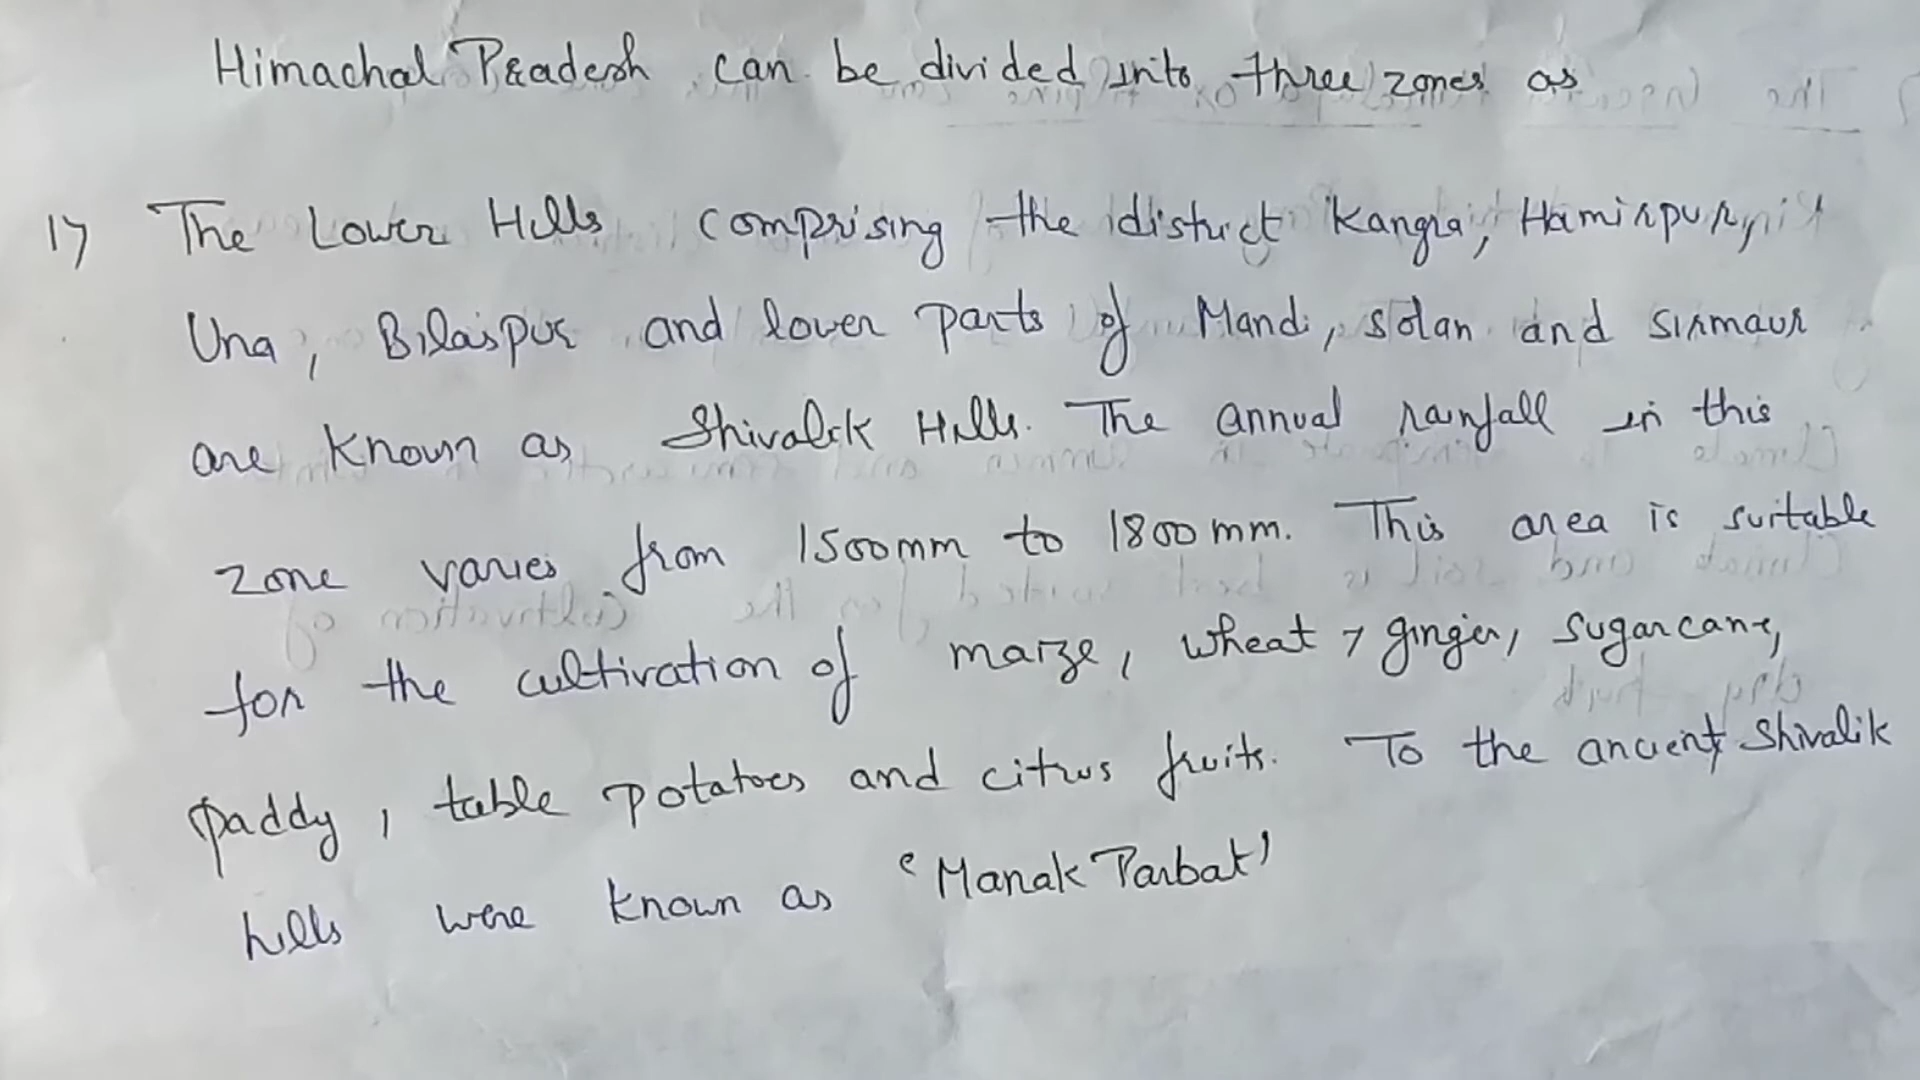 Himachal Pradesh can be divided into three zones as
1) The Lower Hills comprising the district Kangra, Hamirpur,
Una, Bilaspur and lower parts of Mandi, solan and sirmaur
are known as Shivalik Hills. The annual rainfall in this
zone varies from 1500mm to 1800mm. This area is suitable
for the cultivation of maize, wheat, ginger, sugarcane,
paddy, table potatoes and citrus fruits. To the ancient Shivalik
hills were known as 'Manak Parbat'